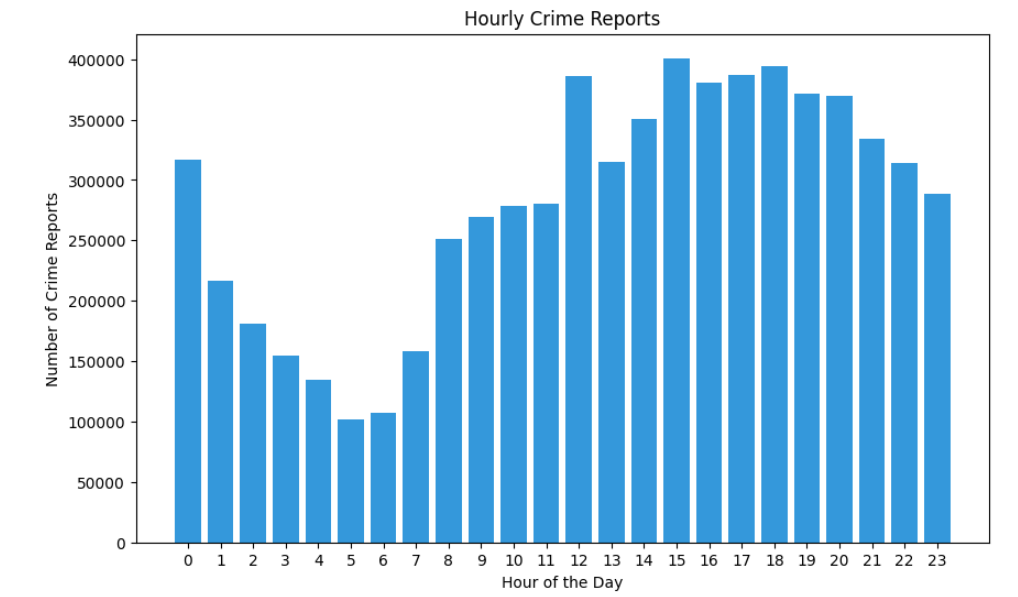 Hourly Crime Reports
400000
350000
300000
250000
200000
150000
100000
50000
0
Number of Crime Reports
0 1 2 3 4 5 6 7 8 9 10 11 12 13 14 15 16 17 18 19 20 21 22 23
Hour of the Day